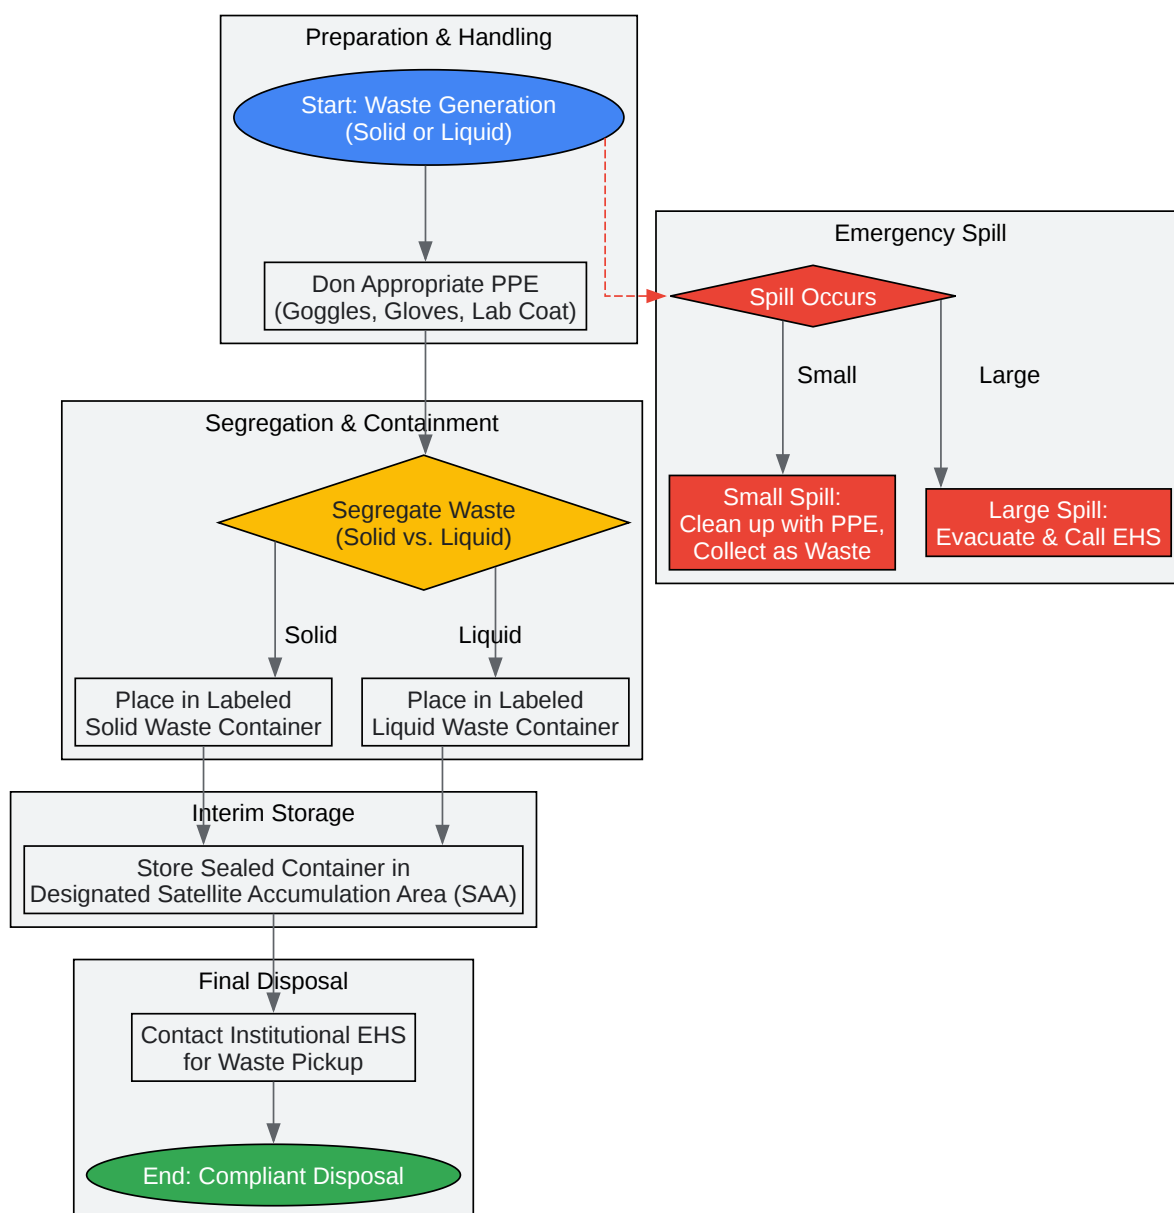 Preparation & Handling
Start: Waste Generation
(Solid or Liquid)
Don Appropriate PPE
(Goggles, Gloves, Lab Coat)
Emergency Spill
Spill Occurs
Small
Large
Small Spill:
Clean up with PPE,
Collect as Waste
Large Spill:
Evacuate & Call EHS
Segregation & Containment
Segregate Waste
(Solid vs. Liquid)
Solid
Liquid
Place in Labeled
Solid Waste Container
Place in Labeled
Liquid Waste Container
Interim Storage
Store Sealed Container in
Designated Satellite Accumulation Area (SAA)
Final Disposal
Contact Institutional EHS
for Waste Pickup
End: Compliant Disposal